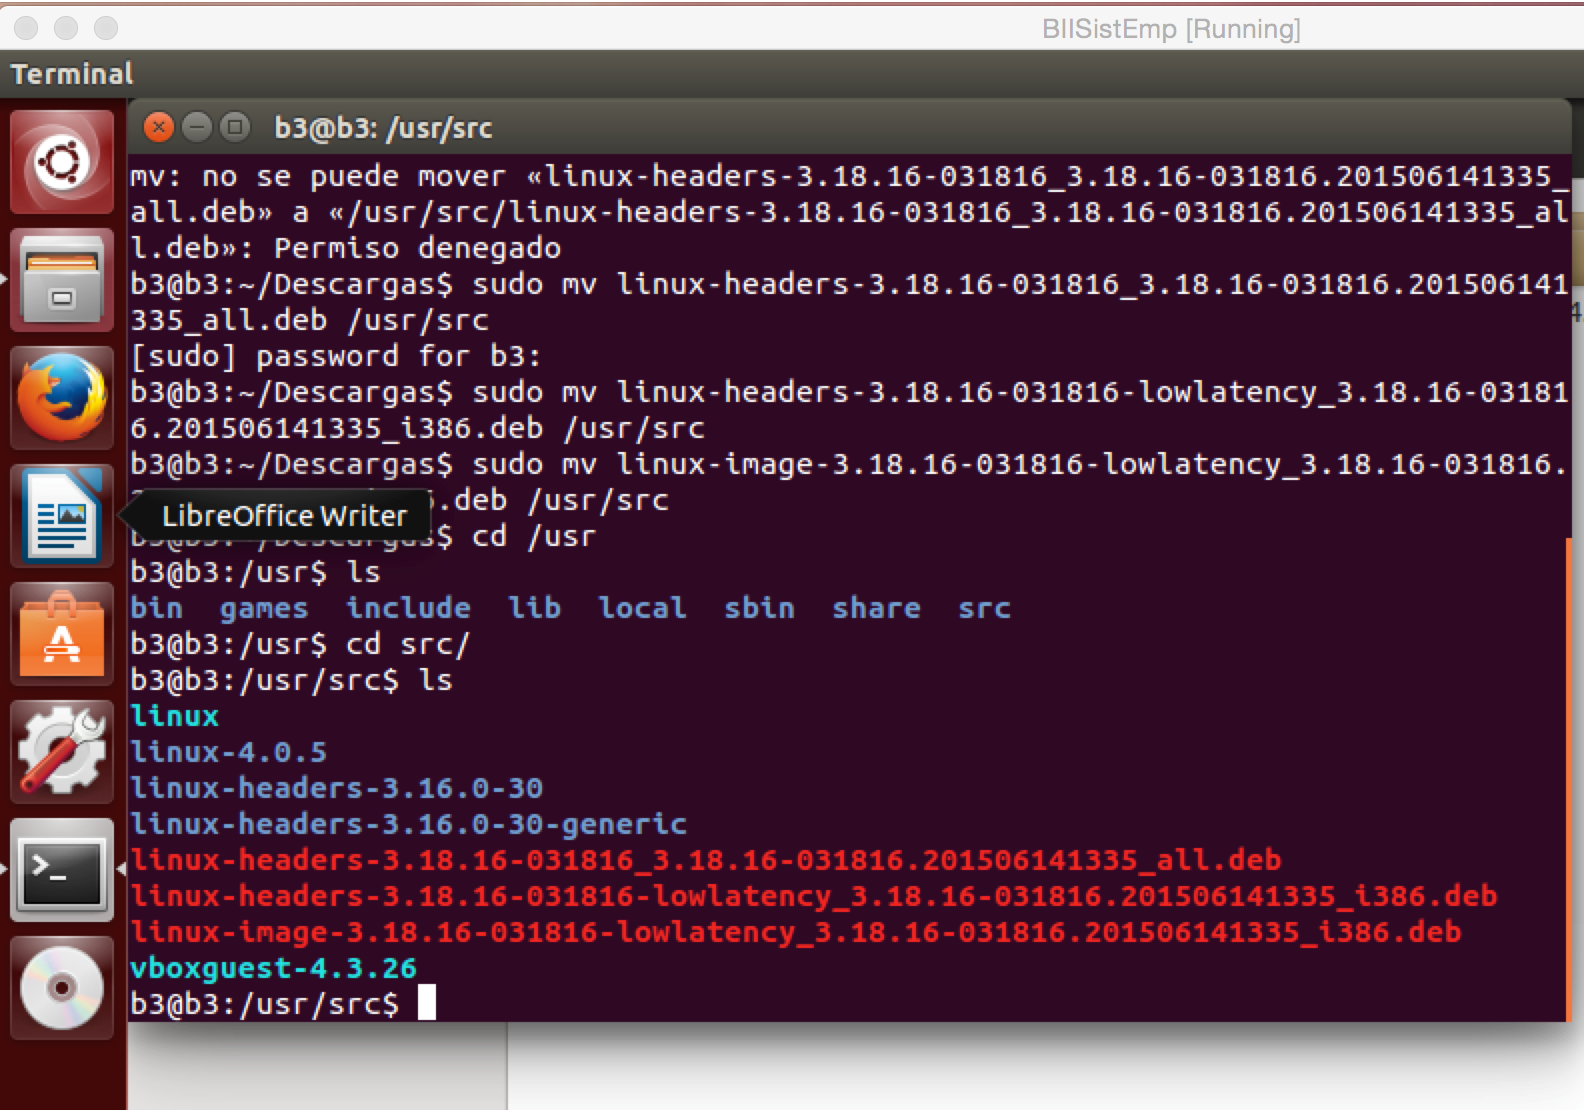 BIISistEmp [Running]
Terminal
b3@b3: /usr/src
mv: no se puede mover «linux-headers-3.18.16-031816_3.18.16-031816.201506141335_
all.deb» a «/usr/src/linux-headers-3.18.16-031816_3.18.16-031816.201506141335_al
l.deb»: Permiso denegado
b3@b3:~/Descargas$ sudo mv linux-headers-3.18.16-031816_3.18.16-031816.201506141
335_all.deb /usr/src
[sudo] password for b3:
b3@b3:~/Descargas$ sudo mv linux-headers-3.18.16-031816-lowlatency_3.18.16-03181
6.201506141335_i386.deb /usr/src
b3@b3:~/Descargas$ sudo mv linux-image-3.18.16-031816-lowlatency_3.18.16-031816.
.deb /usr/src
LibreOffice Writer
$ cd /usr
b3@b3:/usr$ ls
bin games include lib local sbin share src
b3@b3:/usr$ cd src/
b3@b3:/usr/src$ ls
linux
linux-4.0.5
linux-headers-3.16.0-30
linux-headers-3.16.0-30-generic
linux-headers-3.18.16-031816_3.18.16-031816.201506141335_all.deb
linux-headers-3.18.16-031816-lowlatency_3.18.16-031816.201506141335_i386.deb
linux-image-3.18.16-031816-lowlatency_3.18.16-031816.201506141335_i386.deb
vboxguest-4.3.26
b3@b3:/usr/src$